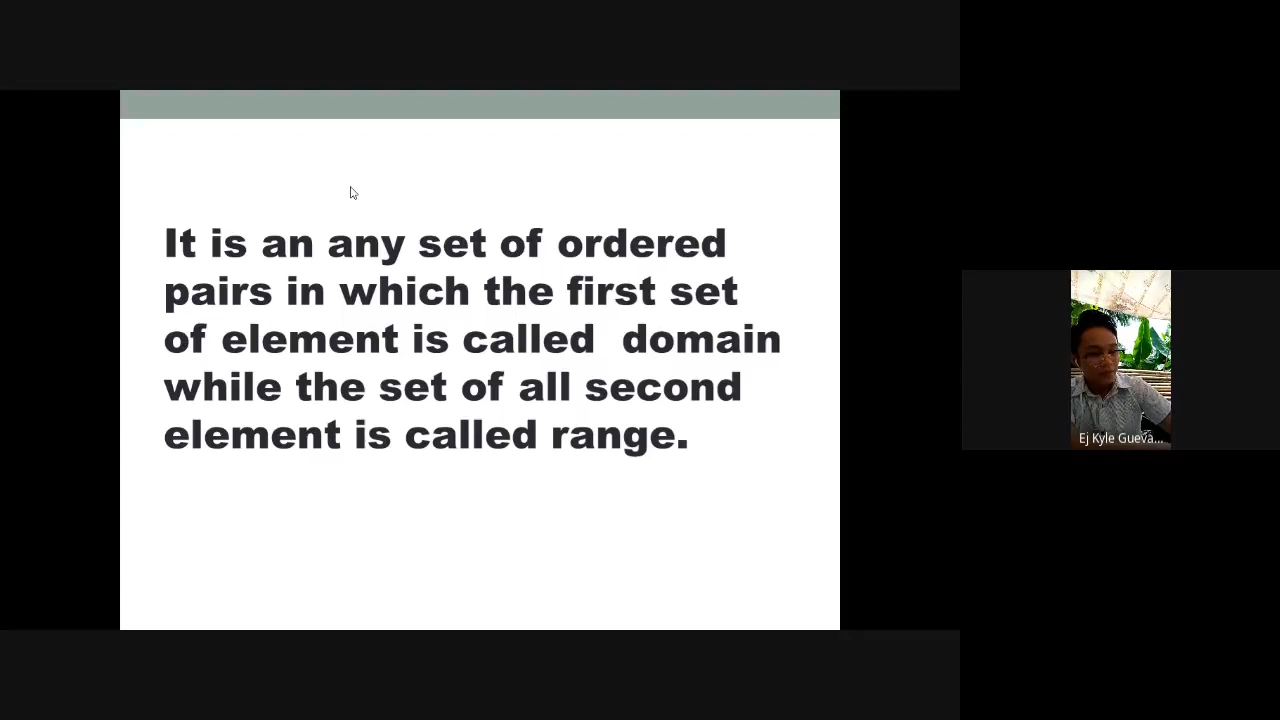 It is an any set of ordered
pairs in which the first set
of element is called domain
while the set of all second
element is called range.
Ej Kyle Gueva...